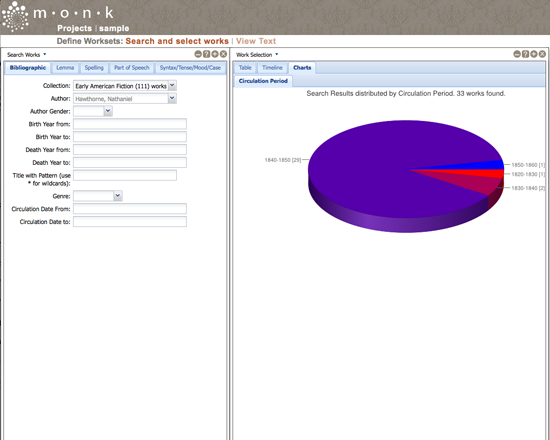 m·o·n·k
Projects | sample
Define Worksets: Search and select works | View Text
Search Works
Bibliographic Lemma Spelling Part of Speech Syntax/Tense/Mood/Case
Collection: Early American Fiction (111) works
Author: Hawthorne, Nathaniel
Author Gender:
Birth Year from:
Birth Year to:
Death Year from:
Death Year to:
Title with Pattern (use
* for wildcards):
Genre:
Circulation Date From:
Circulation Date to:
Work Selection
Table Timeline Charts
Circulation Period
Search Results distributed by Circulation Period. 33 works found.
1840-1850 [29]
1850-1860 [1]
1820-1830 [1]
1830-1840 [2]